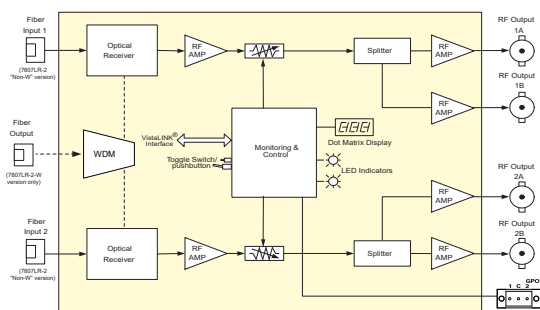 Fiber
Input 1
(7807LR-2
"Non-W" version)
Optical
Receiver
RF
AMP
Splitter
RF
AMP
RF Output
1A
RF
AMP
RF Output
1B
Fiber
Output
(7807LR-2-W
version only)
WDM
VistaLINK®
Interface
Toggle Switch/
pushbutton
Monitoring &
Control
Dot Matrix Display
LED Indicators
RF
AMP
RF Output
2A
Fiber
Input 2
(7807LR-2
"Non-W" version)
Optical
Receiver
RF
AMP
Splitter
RF
AMP
RF Output
2B
GPO
1 C 2